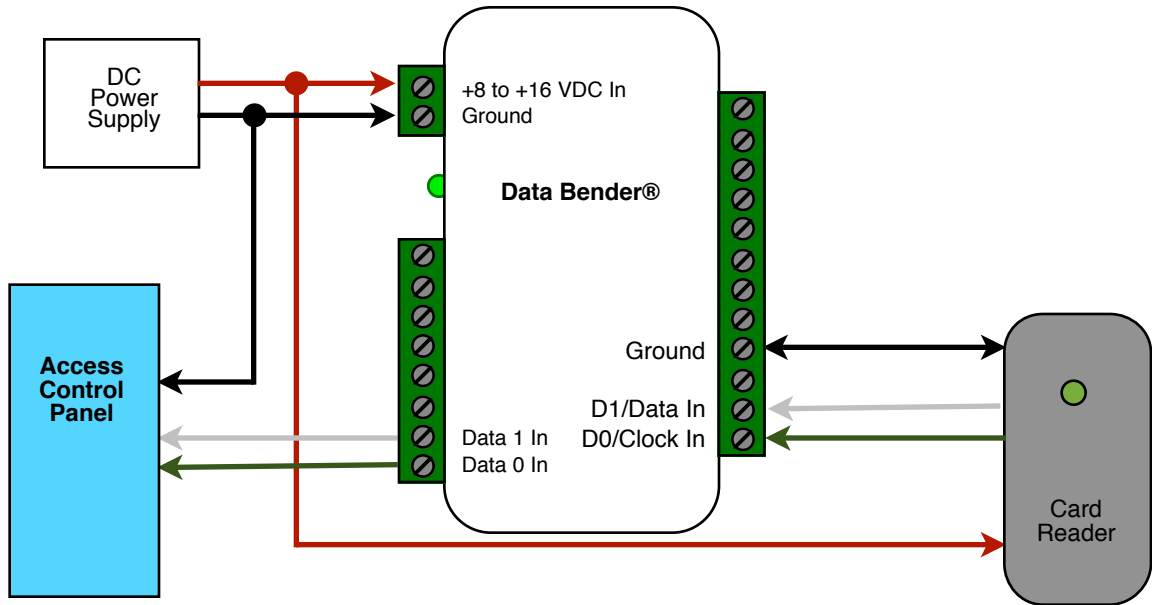 DC
Power
Supply
+8 to +16 VDC In
Ground
Data Bender®
Access
Control
Panel
Ground
D1/Data In
D0/Clock In
Data 1 In
Data 0 In
Card
Reader